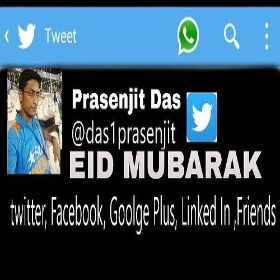 Tweet
Prasenjit Das
@das1prasenjit
EID MUBARAK
twitter, Facebook, Goolge Plus, Linked In ,Friends